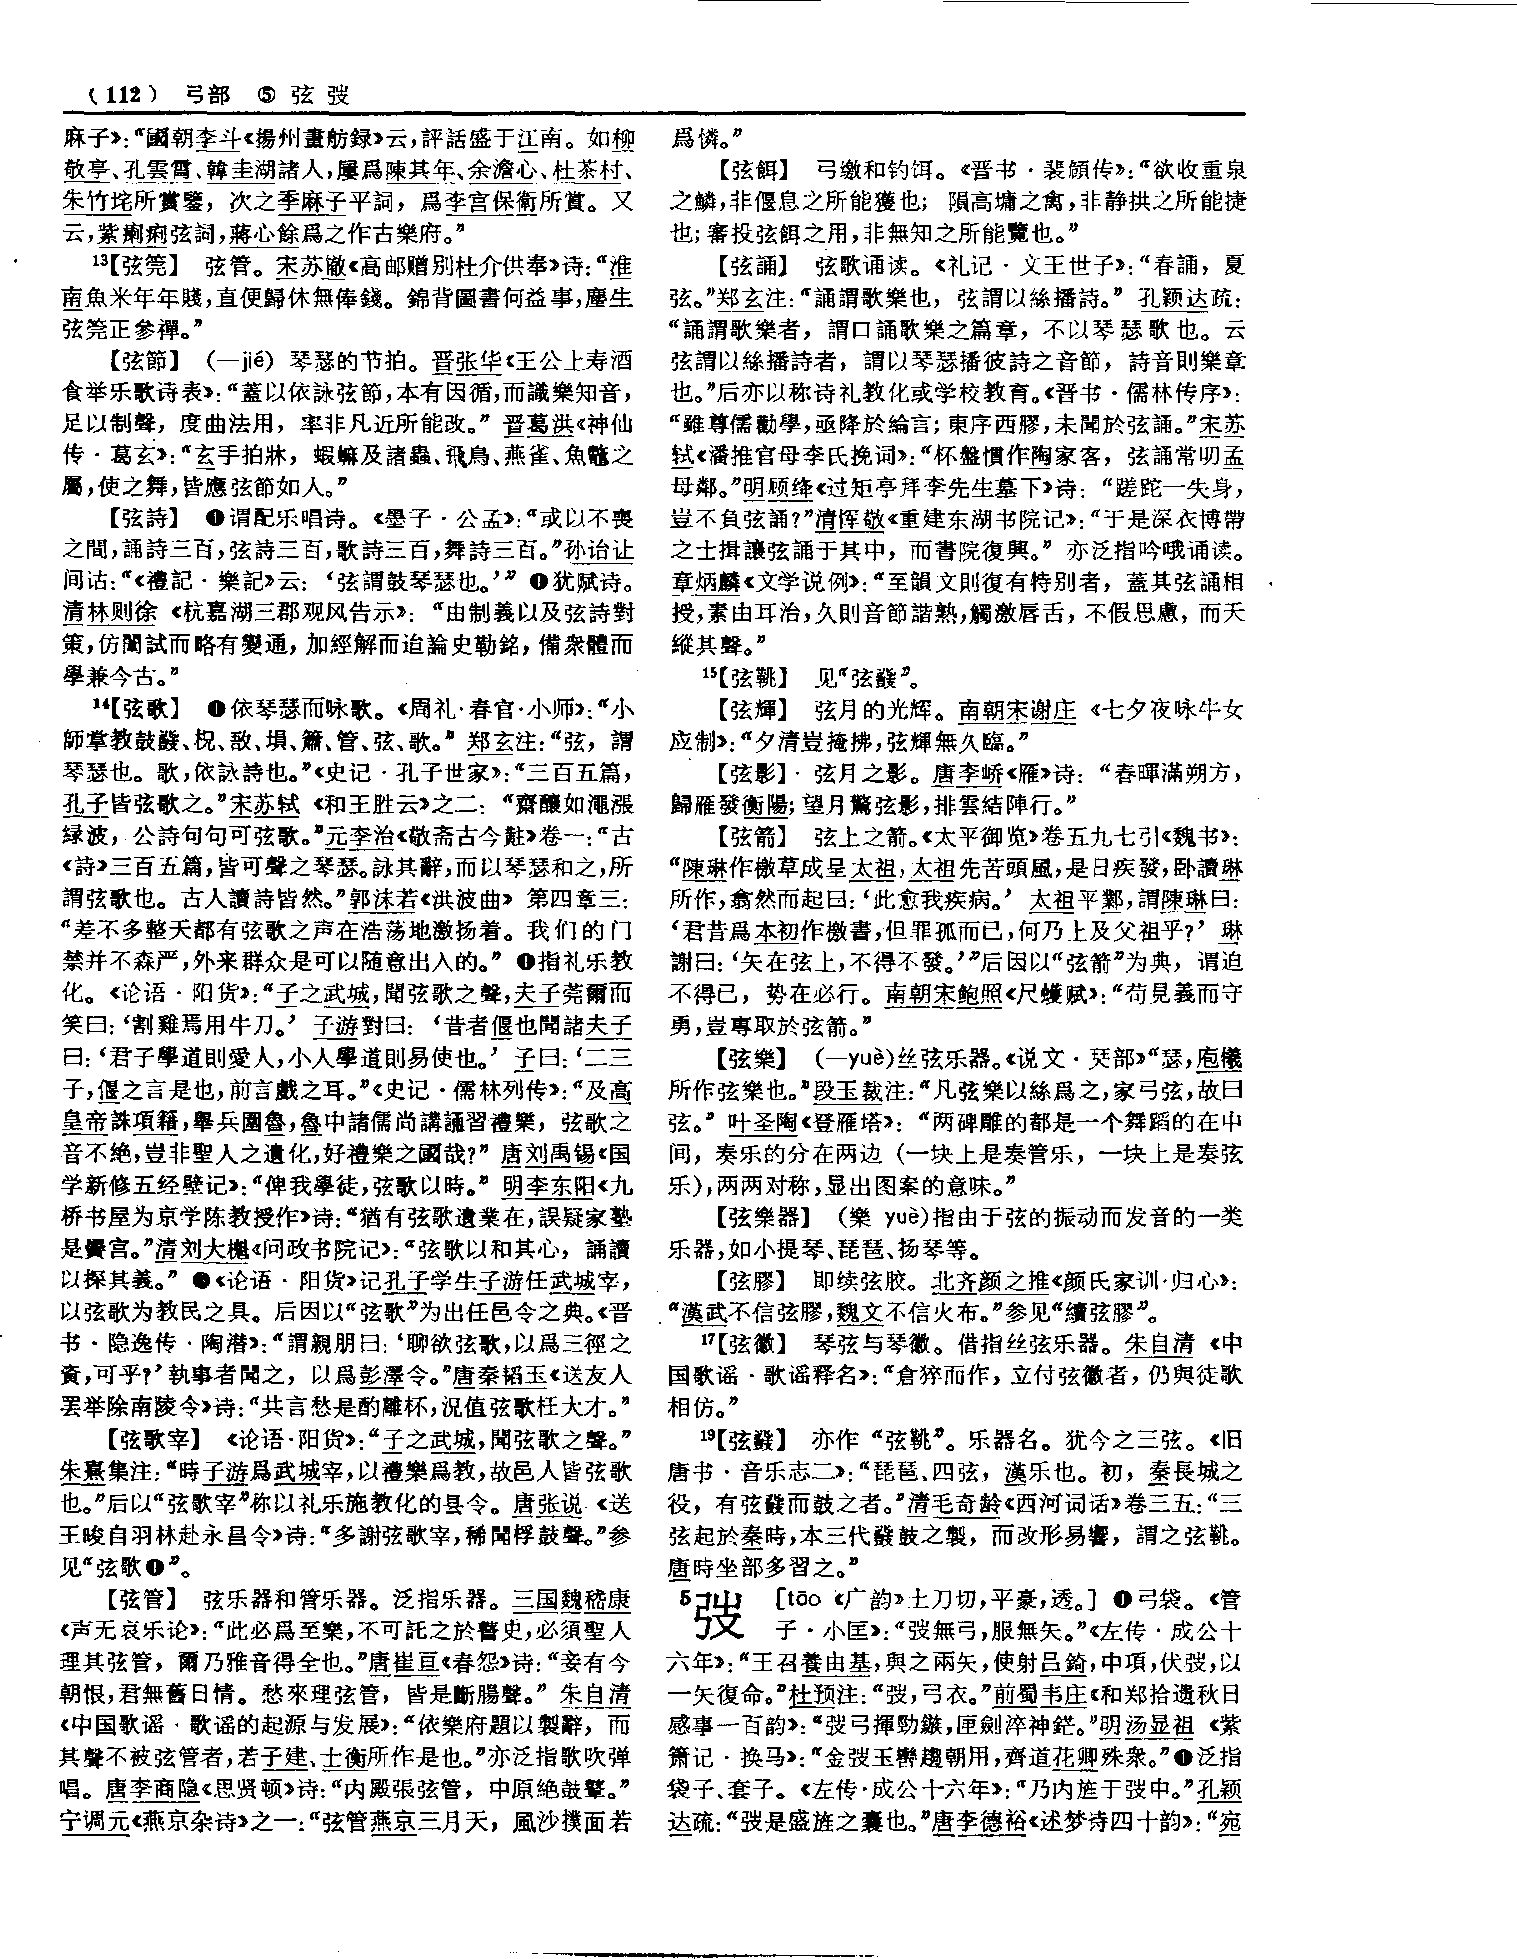 （112） 弓部 ⑤ 弦 弢
麻子》：“國朝李斗《揚州畫舫録》云，評話盛于江南。如柳
敬亭、孔雲霄、韓圭湖諸人，屢爲陳其年、余澹心、杜茶村、
朱竹垞所賞鑒，次之季麻子平詞，爲李宫保衛所賞。又
云，紫癩痢弦詞，蔣心餘爲之作古樂府。”
13【弦筦】 弦管。宋苏辙《高邮赠别杜介供奉》诗：“淮
南魚米年年賤，直便歸休無俸錢。錦背圖書何益事，塵生
弦筦正參禪。”
【弦節】 （—jié）琴瑟的节拍。晋张华《王公上寿酒
食举乐歌诗表》：“蓋以依詠弦節，本有因循，而識樂知音，
足以制聲，度曲法用，率非凡近所能改。”晋葛洪《神仙
传·葛玄》：“玄手拍牀，蝦蟆及諸蟲、飛鳥、燕雀、魚鼈之
屬，使之舞，皆應弦節如人。”
【弦詩】 ❶谓配乐唱诗。《墨子·公孟》：“或以不喪
之間，誦詩三百，弦詩三百，歌詩三百，舞詩三百。”孙诒让
间诂：“《禮記·樂記》云：‘弦謂鼓琴瑟也。’” ❶犹赋诗。
清林则徐《杭嘉湖三郡观风告示》：“由制義以及弦詩對
策，仿闈試而略有變通，加經解而迨論史勒銘，備衆體而
學兼今古。”
14【弦歌】 ❶依琴瑟而咏歌。《周礼·春官·小师》：“小
師掌教鼓鼗、柷、敔、塤、簫、管、弦、歌。”郑玄注：“弦，謂
琴瑟也。歌，依詠詩也。”《史记·孔子世家》：“三百五篇，
孔子皆弦歌之。”宋苏轼《和王胜云》之二：“齋釀如澠漲
緑波，公詩句句可弦歌。”元李治《敬斋古今黈》卷一：“古
《詩》三百五篇，皆可聲之琴瑟。詠其辭，而以琴瑟和之，所
謂弦歌也。古人讀詩皆然。”郭沫若《洪波曲》第四章三：
“差不多整天都有弦歌之声在浩荡地激扬着。我们的门
禁并不森严，外来群众是可以随意出入的。” ❶指礼乐教
化。《论语·阳货》：“子之武城，聞弦歌之聲，夫子莞爾而
笑曰：‘割雞焉用牛刀。’子游對曰：‘昔者偃也聞諸夫子
曰：‘君子學道則愛人，小人學道則易使也。’子曰：‘二三
子，偃之言是也，前言戲之耳。”《史记·儒林列传》：“及高
皇帝誅項籍，舉兵圍魯，魯中諸儒尚講誦習禮樂，弦歌之
音不絶，豈非聖人之遺化，好禮樂之國哉？”唐刘禹锡《国
学新修五经壁记》：“俾我學徒，弦歌以時。”明李东阳《九
桥书屋为京学陈教授作》诗：“猶有弦歌遺業在，誤疑家塾
是黌宫。”清刘大櫆《问政书院记》：“弦歌以和其心，誦讀
以探其義。” ●《论语·阳货》记孔子学生子游任武城宰，
以弦歌为教民之具。后因以“弦歌”为出任邑令之典。《晋
书·隐逸传·陶潜》：“謂親朋曰：‘聊欲弦歌，以爲三徑之
資，可乎？’執事者聞之，以爲彭澤令。”唐秦韬玉《送友人
罢举除南陵令》诗：“共言愁是酌離杯，況值弦歌枉大才。”
【弦歌宰】 《论语·阳货》：“子之武城，聞弦歌之聲。”
朱熹集注：“時子游爲武城宰，以禮樂爲教，故邑人皆弦歌
也。”后以“弦歌宰”称以礼乐施教化的县令。唐张说《送
王晙自羽林赴永昌令》诗：“多謝弦歌宰，稀聞桴鼓聲。”参
见“弦歌❶”。
【弦管】 弦乐器和管乐器。泛指乐器。三国魏嵇康
《声无哀乐论》：“此必爲至樂，不可託之於瞽史，必須聖人
理其弦管，爾乃雅音得全也。”唐崔亘《春怨》诗：“妾有今
朝恨，君無舊日情。愁來理弦管，皆是斷腸聲。”朱自清
《中国歌谣·歌谣的起源与发展》：“依樂府題以製辭，而
其聲不被弦管者，若子建、士衡所作是也。”亦泛指歌吹弹
唱。唐李商隐《思贤顿》诗：“内殿張弦管，中原絶鼓鼙。”
宁调元《燕京杂诗》之一：“弦管燕京三月天，風沙撲面若
爲憐。”
【弦餌】 弓缴和钓饵。《晋书·裴頠传》：“欲收重泉
之鱗，非偃息之所能獲也；隕高墉之禽，非静拱之所能捷
也；審投弦餌之用，非無知之所能覽也。”
【弦誦】 弦歌诵读。《礼记·文王世子》：“春誦，夏
弦。”郑玄注：“誦謂歌樂也，弦謂以絲播詩。”孔颖达疏：
“誦謂歌樂者，謂口誦歌樂之篇章，不以琴瑟歌也。云
弦謂以絲播詩者，謂以琴瑟播彼詩之音節，詩音則樂章
也。”后亦以称诗礼教化或学校教育。《晋书·儒林传序》：
“雖尊儒勸學，亟降於綸言；東序西膠，未聞於弦誦。”宋苏
轼《潘推官母李氏挽词》：“杯盤慣作陶家客，弦誦常叨孟
母鄰。”明顾绛《过矩亭拜李先生墓下》诗：“蹉跎一失身，
豈不負弦誦？”清恽敬《重建东湖书院记》：“于是深衣博帶
之士揖讓弦誦于其中，而書院復興。”亦泛指吟哦诵读。
章炳麟《文学说例》：“至韻文則復有特别者，蓋其弦誦相
授，素由耳治，久則音節諧熟，觸激唇舌，不假思慮，而天
縱其聲。”
15【弦鞉】 见“弦鼗”。
【弦輝】 弦月的光辉。南朝宋谢庄《七夕夜咏牛女
应制》：“夕清豈掩拂，弦輝無久臨。”
【弦影】 弦月之影。唐李峤《雁》诗：“春暉滿朔方，
歸雁發衡陽；望月驚弦影，排雲結陣行。”
【弦箭】 弦上之箭。《太平御览》卷五九七引《魏书》：
“陳琳作檄草成呈太祖，太祖先苦頭風，是日疾發，卧讀琳
所作，翕然而起曰：‘此愈我疾病。’太祖平鄴，謂陳琳曰：
‘君昔爲本初作檄書，但罪孤而已，何乃上及父祖乎？’琳
謝曰：‘矢在弦上，不得不發。’”后因以“弦箭”为典，谓迫
不得已，势在必行。南朝宋鲍照《尺蠖赋》：“苟見義而守
勇，豈專取於弦箭。”
【弦樂】 （—yuè）丝弦乐器。《说文·珡部》“瑟，庖犧
所作弦樂也。”段玉裁注：“凡弦樂以絲爲之，家弓弦，故曰
弦。”叶圣陶《登雁塔》：“两碑雕的都是一个舞蹈的在中
间，奏乐的分在两边（一块上是奏管乐，一块上是奏弦
乐），两两对称，显出图案的意味。”
【弦樂器】 （樂 yuè）指由于弦的振动而发音的一类
乐器，如小提琴、琵琶、扬琴等。
【弦膠】 即续弦胶。北齐颜之推《颜氏家训·归心》：
“漢武不信弦膠，魏文不信火布。”参见“續弦膠”。
17【弦徽】 琴弦与琴徽。借指丝弦乐器。朱自清《中
国歌谣·歌谣释名》：“倉猝而作，立付弦徽者，仍與徒歌
相仿。”
19【弦鼗】 亦作“弦鞉”。乐器名。犹今之三弦。《旧
唐书·音乐志二》：“琵琶、四弦，漢乐也。初，秦長城之
役，有弦鼗而鼓之者。”清毛奇龄《西河词话》卷三五：“三
弦起於秦時，本三代鼗鼓之製，而改形易響，謂之弦鞉。
唐時坐部多習之。”
5弢 ［tāo《广韵》土刀切，平豪，透。］❶弓袋。《管
子·小匡》：“弢無弓，服無矢。”《左传·成公十
六年》：“王召養由基，與之兩矢，使射吕錡，中項，伏弢，以
一矢復命。”杜预注：“弢，弓衣。”前蜀韦庄《和郑拾遗秋日
感事一百韵》：“弢弓揮勁鏃，匣劍淬神鋩。”明汤显祖《紫
箫记·换马》：“金弢玉轡趨朝用，齊道花卿殊衆。”❶泛指
袋子、套子。《左传·成公十六年》：“乃内旌于弢中。”孔颖
达疏：“弢是盛旌之囊也。”唐李德裕《述梦诗四十韵》：“宛